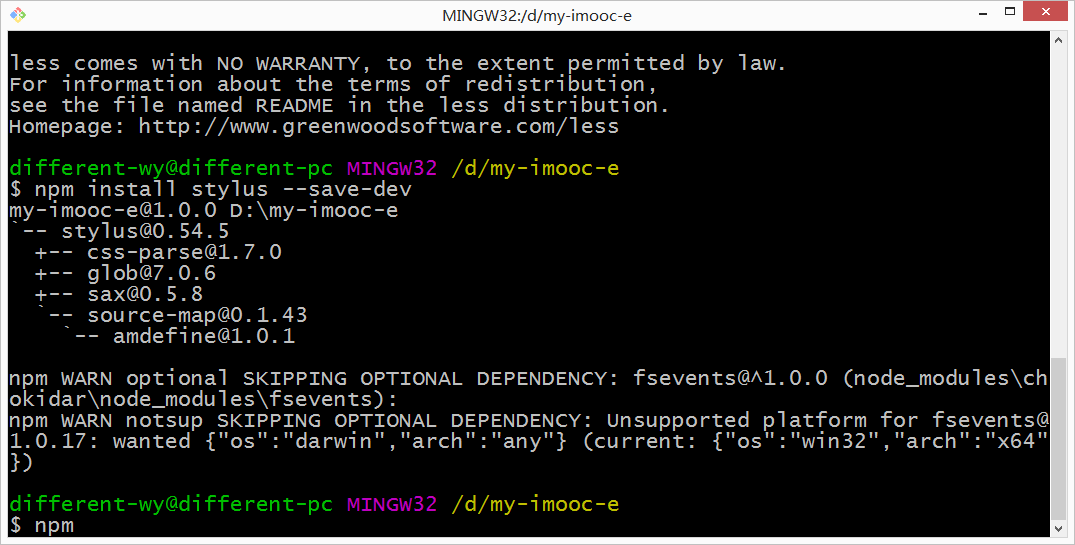 MINGW32:/d/my-imooc-e
less comes with NO WARRANTY, to the extent permitted by law.
For information about the terms of redistribution,
see the file named README in the less distribution.
Homepage: http://www.greenwoodsoftware.com/less
different-wy@different-pc MINGW32 /d/my-imooc-e
$ npm install stylus --save-dev
my-imooc-e@1.0.0 D:\my-imooc-e
`-- stylus@0.54.5
  +-- css-parse@1.7.0
  +-- glob@7.0.6
  +-- sax@0.5.8
  `-- source-map@0.1.43
    `-- amdefine@1.0.1
npm WARN optional SKIPPING OPTIONAL DEPENDENCY: fsevents@^1.0.0 (node_modules\ch
okidar\node_modules\fsevents):
npm WARN notsup SKIPPING OPTIONAL DEPENDENCY: Unsupported platform for fsevents@
1.0.17: wanted {"os":"darwin","arch":"any"} (current: {"os":"win32","arch":"x64"
})
different-wy@different-pc MINGW32 /d/my-imooc-e
$ npm